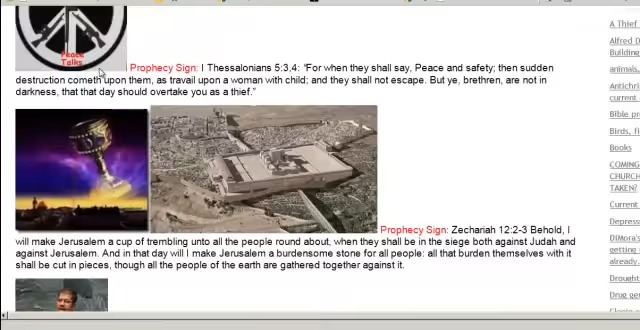 Peace
Talks
Prophecy Sign: I Thessalonians 5:3,4: “For when they shall say, Peace and safety; then sudden
destruction cometh upon them, as travail upon a woman with child; and they shall not escape. But ye, brethren, are not in
darkness, that that day should overtake you as a thief.”
Prophecy Sign: Zechariah 12:2-3 Behold, I
will make Jerusalem a cup of trembling unto all the people round about, when they shall be in the siege both against Judah and
against Jerusalem. And in that day will I make Jerusalem a burdensome stone for all people: all that burden themselves with it
shall be cut in pieces, though all the people of the earth are gathered together against it.
A Thief
Alfred D
Building
animals,
Antichri
current
Bible pr
Birds, fi
Books
COMING
CHURCH
TAKEN?
Current
Depress
DiMora's
getting
already.
Drought
Drug ge